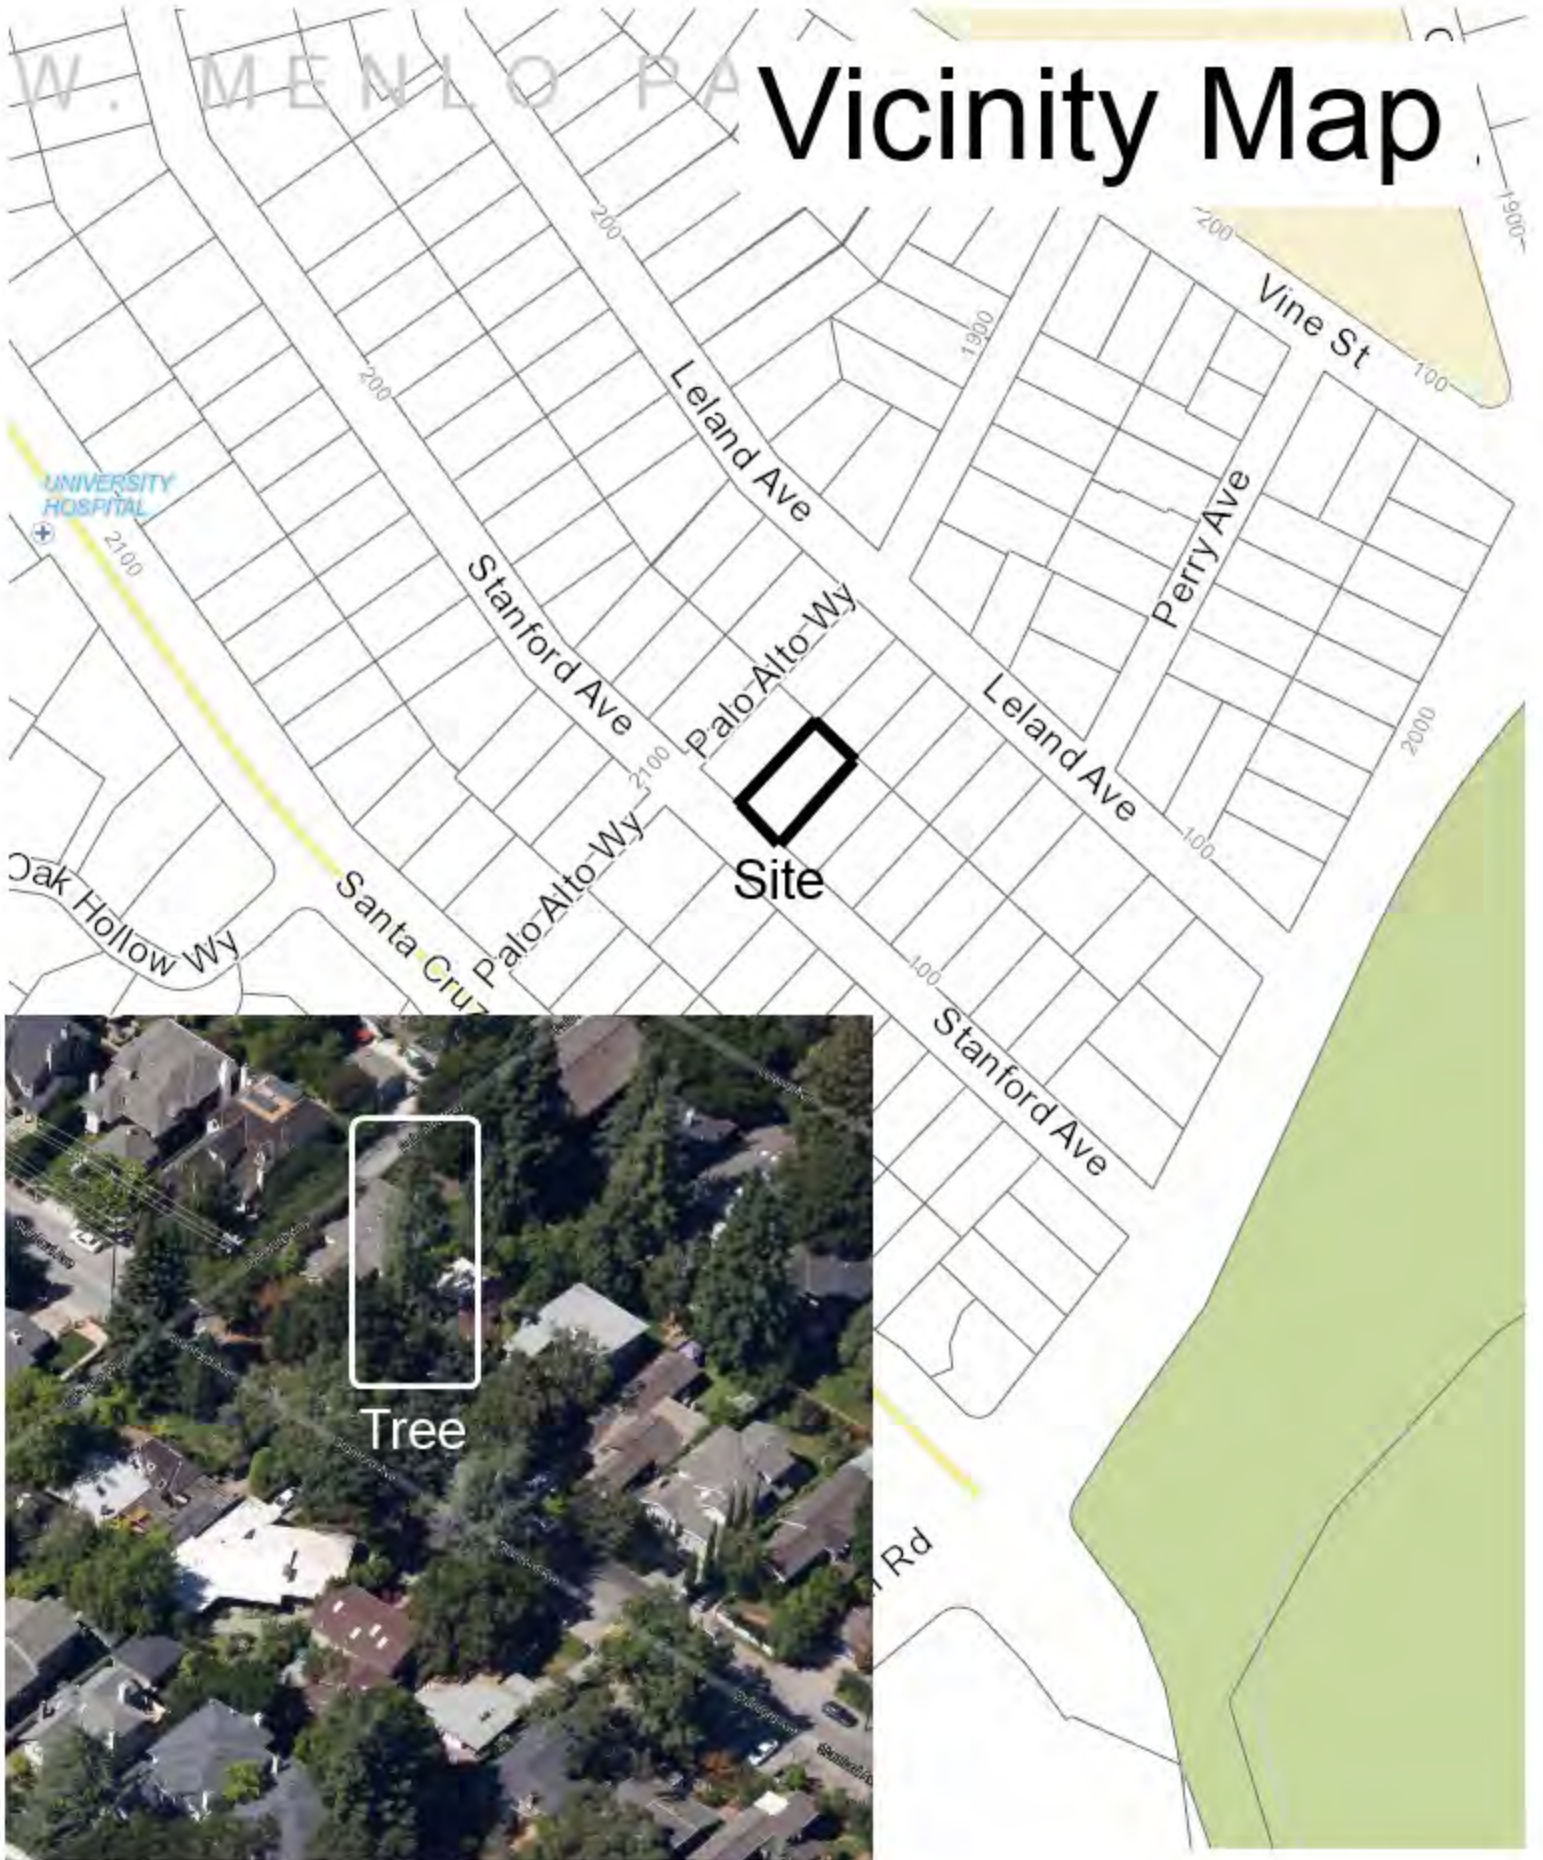 W. MENLO PA
Vicinity Map
200
200
1900
Vine St
1900
100
200
Leland Ave
UNIVERSITY
HOSPITAL
2100
Perry Ave
Stanford Ave
Palo Alto Wy
Leland Ave
2000
2100
100
Palo Alto Wy
Site
Oak Hollow Wy
Santa Cruz
100
Stanford Ave
Tree
Rd